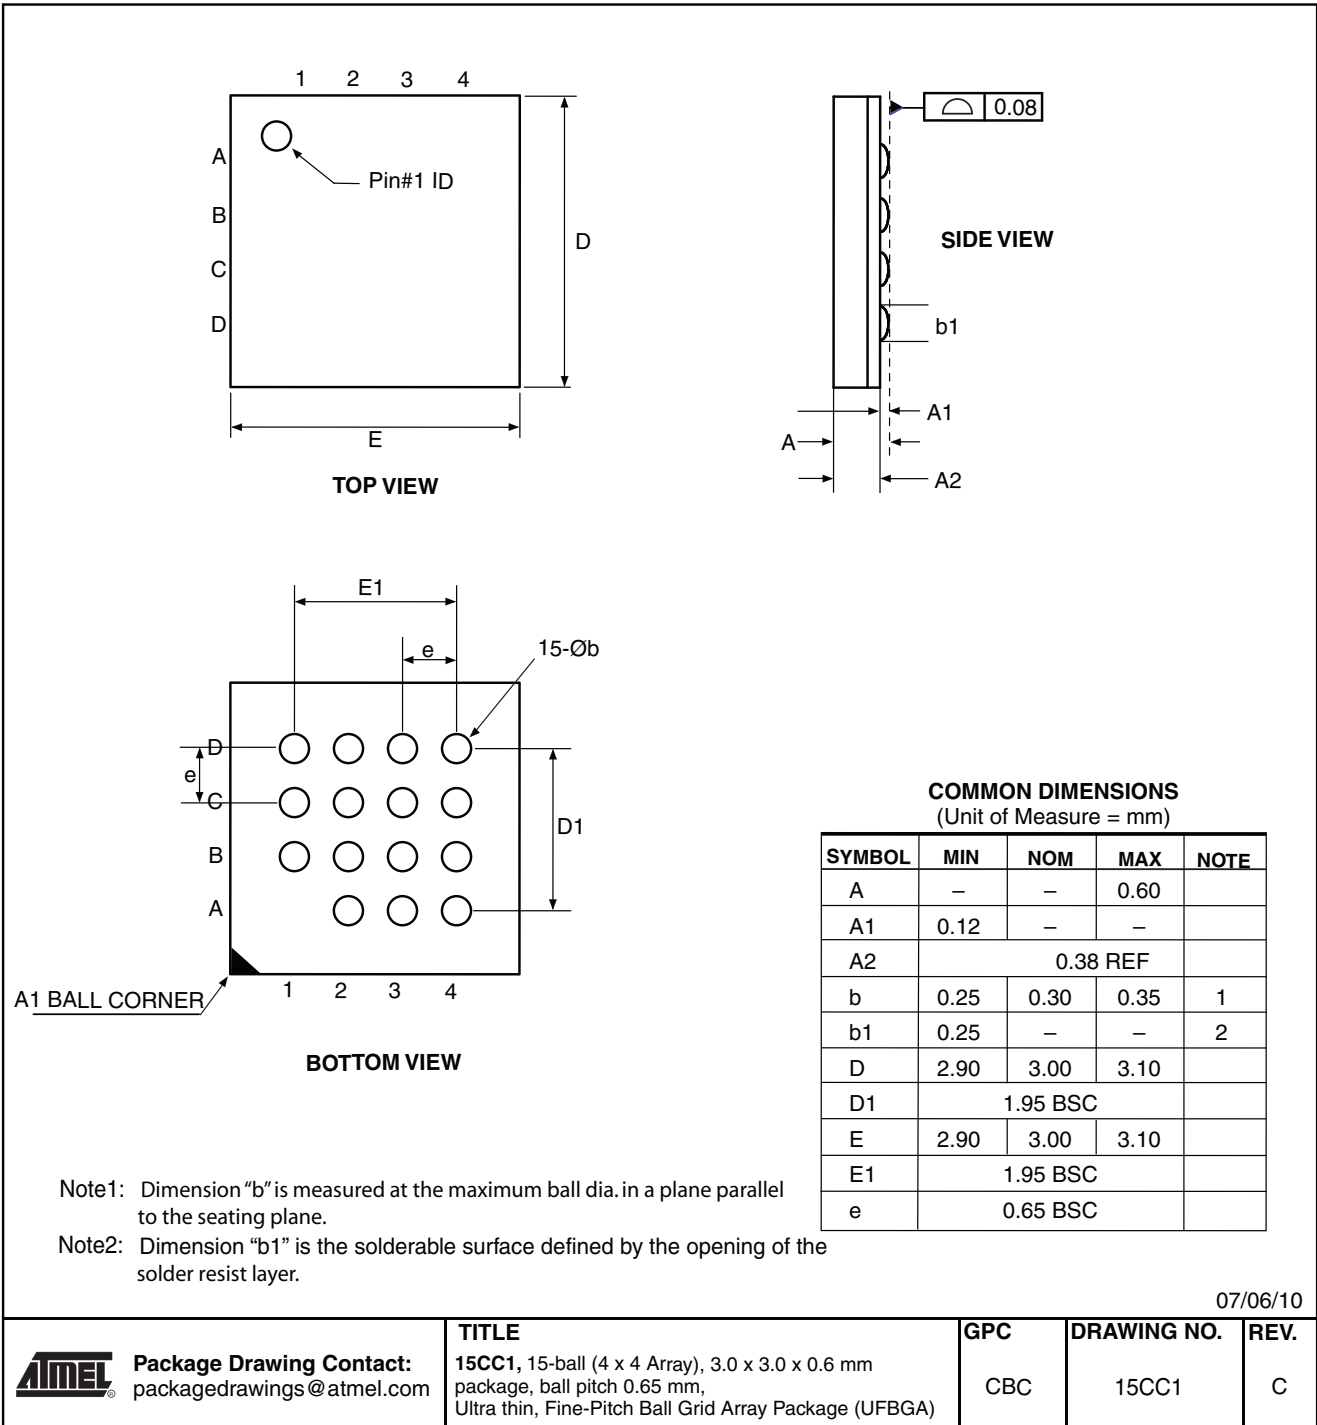 1 2 3 4
A
B
C
D
Pin#1 ID
D
E
TOP VIEW
0.08
SIDE VIEW
b1
A1
A
A2
E1
e
15-Øb
D
e
C
B
A
D1
A1 BALL CORNER
1 2 3 4
BOTTOM VIEW
COMMON DIMENSIONS
(Unit of Measure = mm)
SYMBOL MIN NOM MAX NOTE
A – – 0.60
A1 0.12 – –
A2 0.38 REF
b 0.25 0.30 0.35 1
b1 0.25 – – 2
D 2.90 3.00 3.10
D1 1.95 BSC
E 2.90 3.00 3.10
E1 1.95 BSC
e 0.65 BSC
Note1: Dimension “b” is measured at the maximum ball dia. in a plane parallel
to the seating plane.
Note2: Dimension “b1” is the solderable surface defined by the opening of the
solder resist layer.
07/06/10
ATMEL ®
Package Drawing Contact:
packagedrawings@atmel.com
TITLE
15CC1, 15-ball (4 x 4 Array), 3.0 x 3.0 x 0.6 mm
package, ball pitch 0.65 mm,
Ultra thin, Fine-Pitch Ball Grid Array Package (UFBGA)
GPC
CBC
DRAWING NO.
15CC1
REV.
C